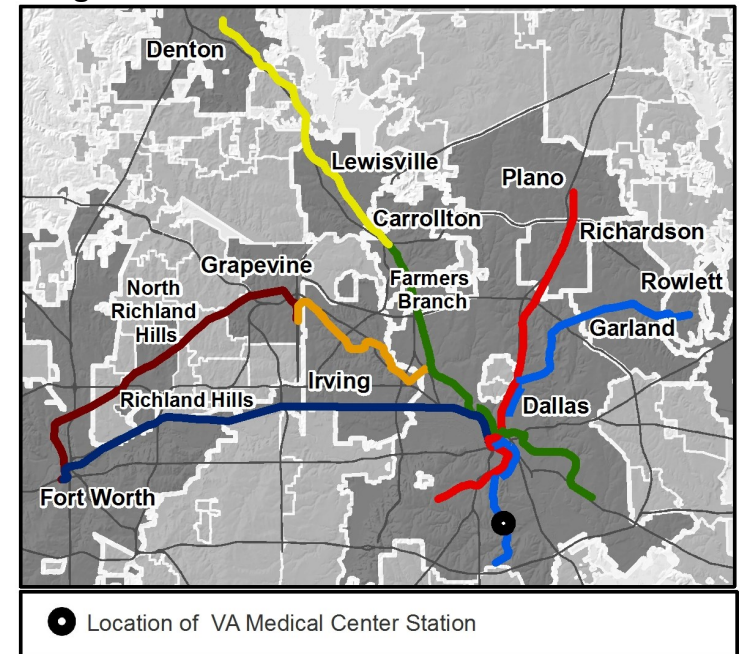 Denton
Lewisville
Plano
Carrollton
Richardson
Grapevine
Farmers
Branch
Rowlett
North
Richland
Hills
Garland
Irving
Richland Hills
Dallas
Fort Worth
Location of VA Medical Center Station